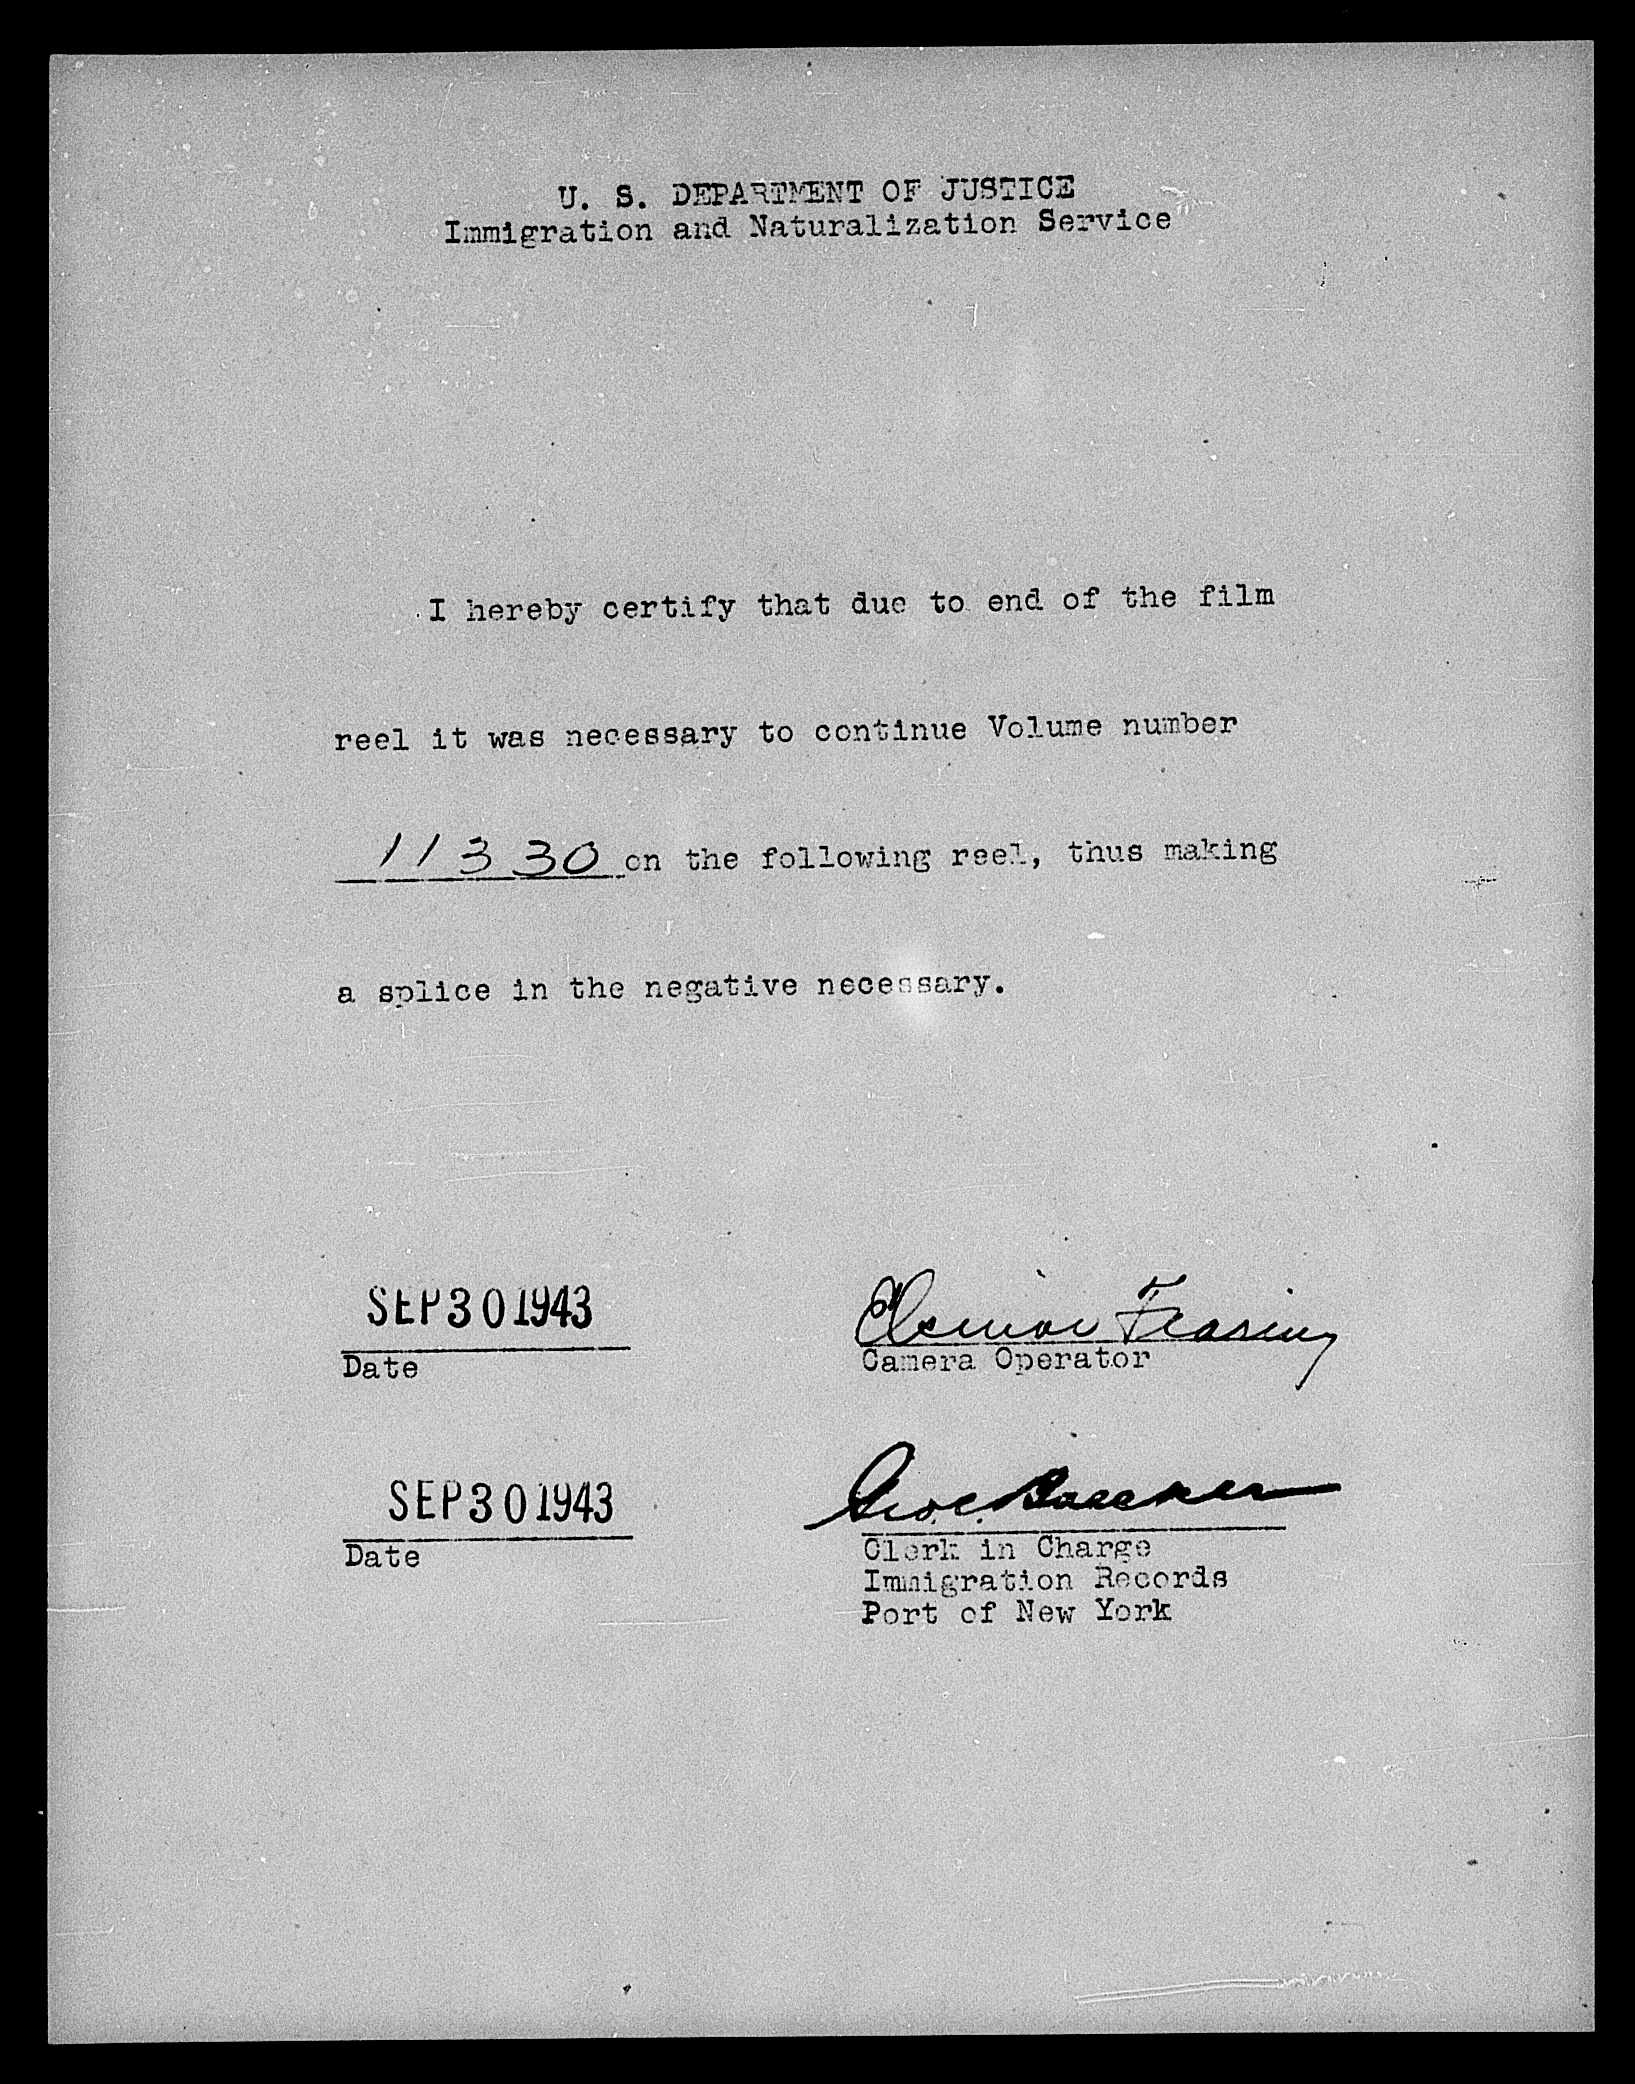 U. S. DEPARTMENT OF JUSTICE
Immigration and Naturalization Service
I hereby certify that due to end of the film
reel it was necessary to continue Volume number
11330 on the following reel, thus making
a splice in the negative necessary.
SEP 30 1943
Date
Eleanor
Camera Operator
SEP 30 1943
Date
Geo. C.
Clerk in Charge
Immigration Records
Port of New York